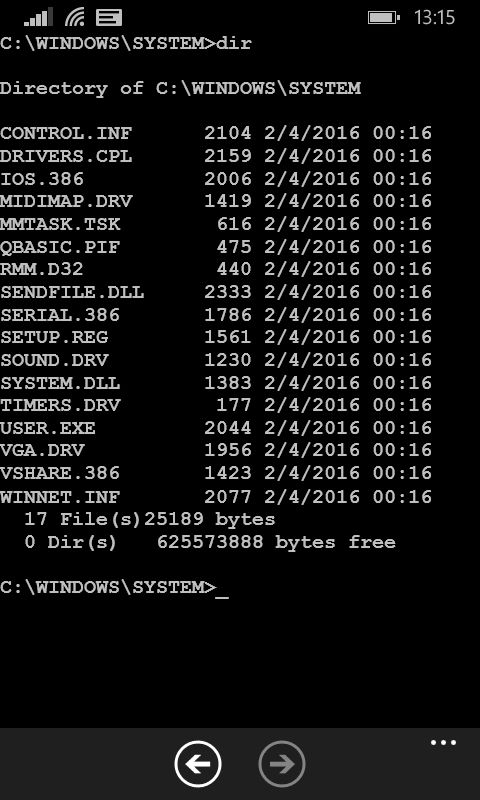 13:15
C:\WINDOWS\SYSTEM>dir
Directory of C:\WINDOWS\SYSTEM
CONTROL.INF 2104 2/4/2016 00:16
DRIVERS.CPL 2159 2/4/2016 00:16
IOS.386 2006 2/4/2016 00:16
MIDIMAP.DRV 1419 2/4/2016 00:16
MMTASK.TSK 616 2/4/2016 00:16
QBASIC.PIF 475 2/4/2016 00:16
RMM.D32 440 2/4/2016 00:16
SENDFILE.DLL 2333 2/4/2016 00:16
SERIAL.386 1786 2/4/2016 00:16
SETUP.REG 1561 2/4/2016 00:16
SOUND.DRV 1230 2/4/2016 00:16
SYSTEM.DLL 1383 2/4/2016 00:16
TIMERS.DRV 177 2/4/2016 00:16
USER.EXE 2044 2/4/2016 00:16
VGA.DRV 1956 2/4/2016 00:16
VSHARE.386 1423 2/4/2016 00:16
WINNET.INF 2077 2/4/2016 00:16
17 File(s)25189 bytes
0 Dir(s) 625573888 bytes free
C:\WINDOWS\SYSTEM>_